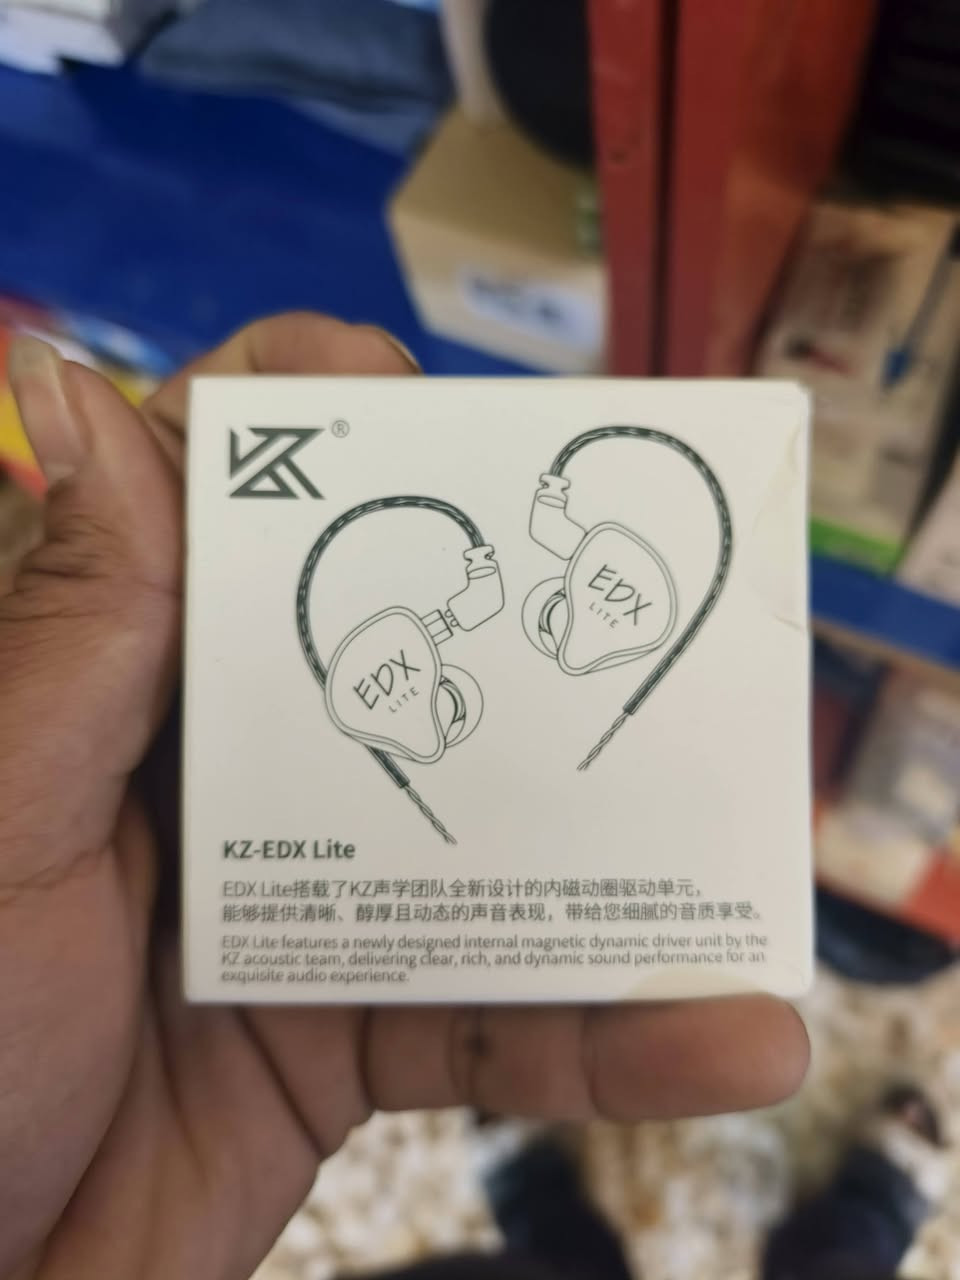 KZ®
EDX
LITE
EDX
LITE
KZ-EDX Lite
EDX Lite搭载了KZ声学团队全新设计的内磁动圈驱动单元，
能够提供清晰、醇厚且动态的声音表现，带给您细腻的音质享受。
EDX Lite features a newly designed internal magnetic dynamic driver unit by the
KZ acoustic team, delivering clear, rich, and dynamic sound performance for an
exquisite audio experience.